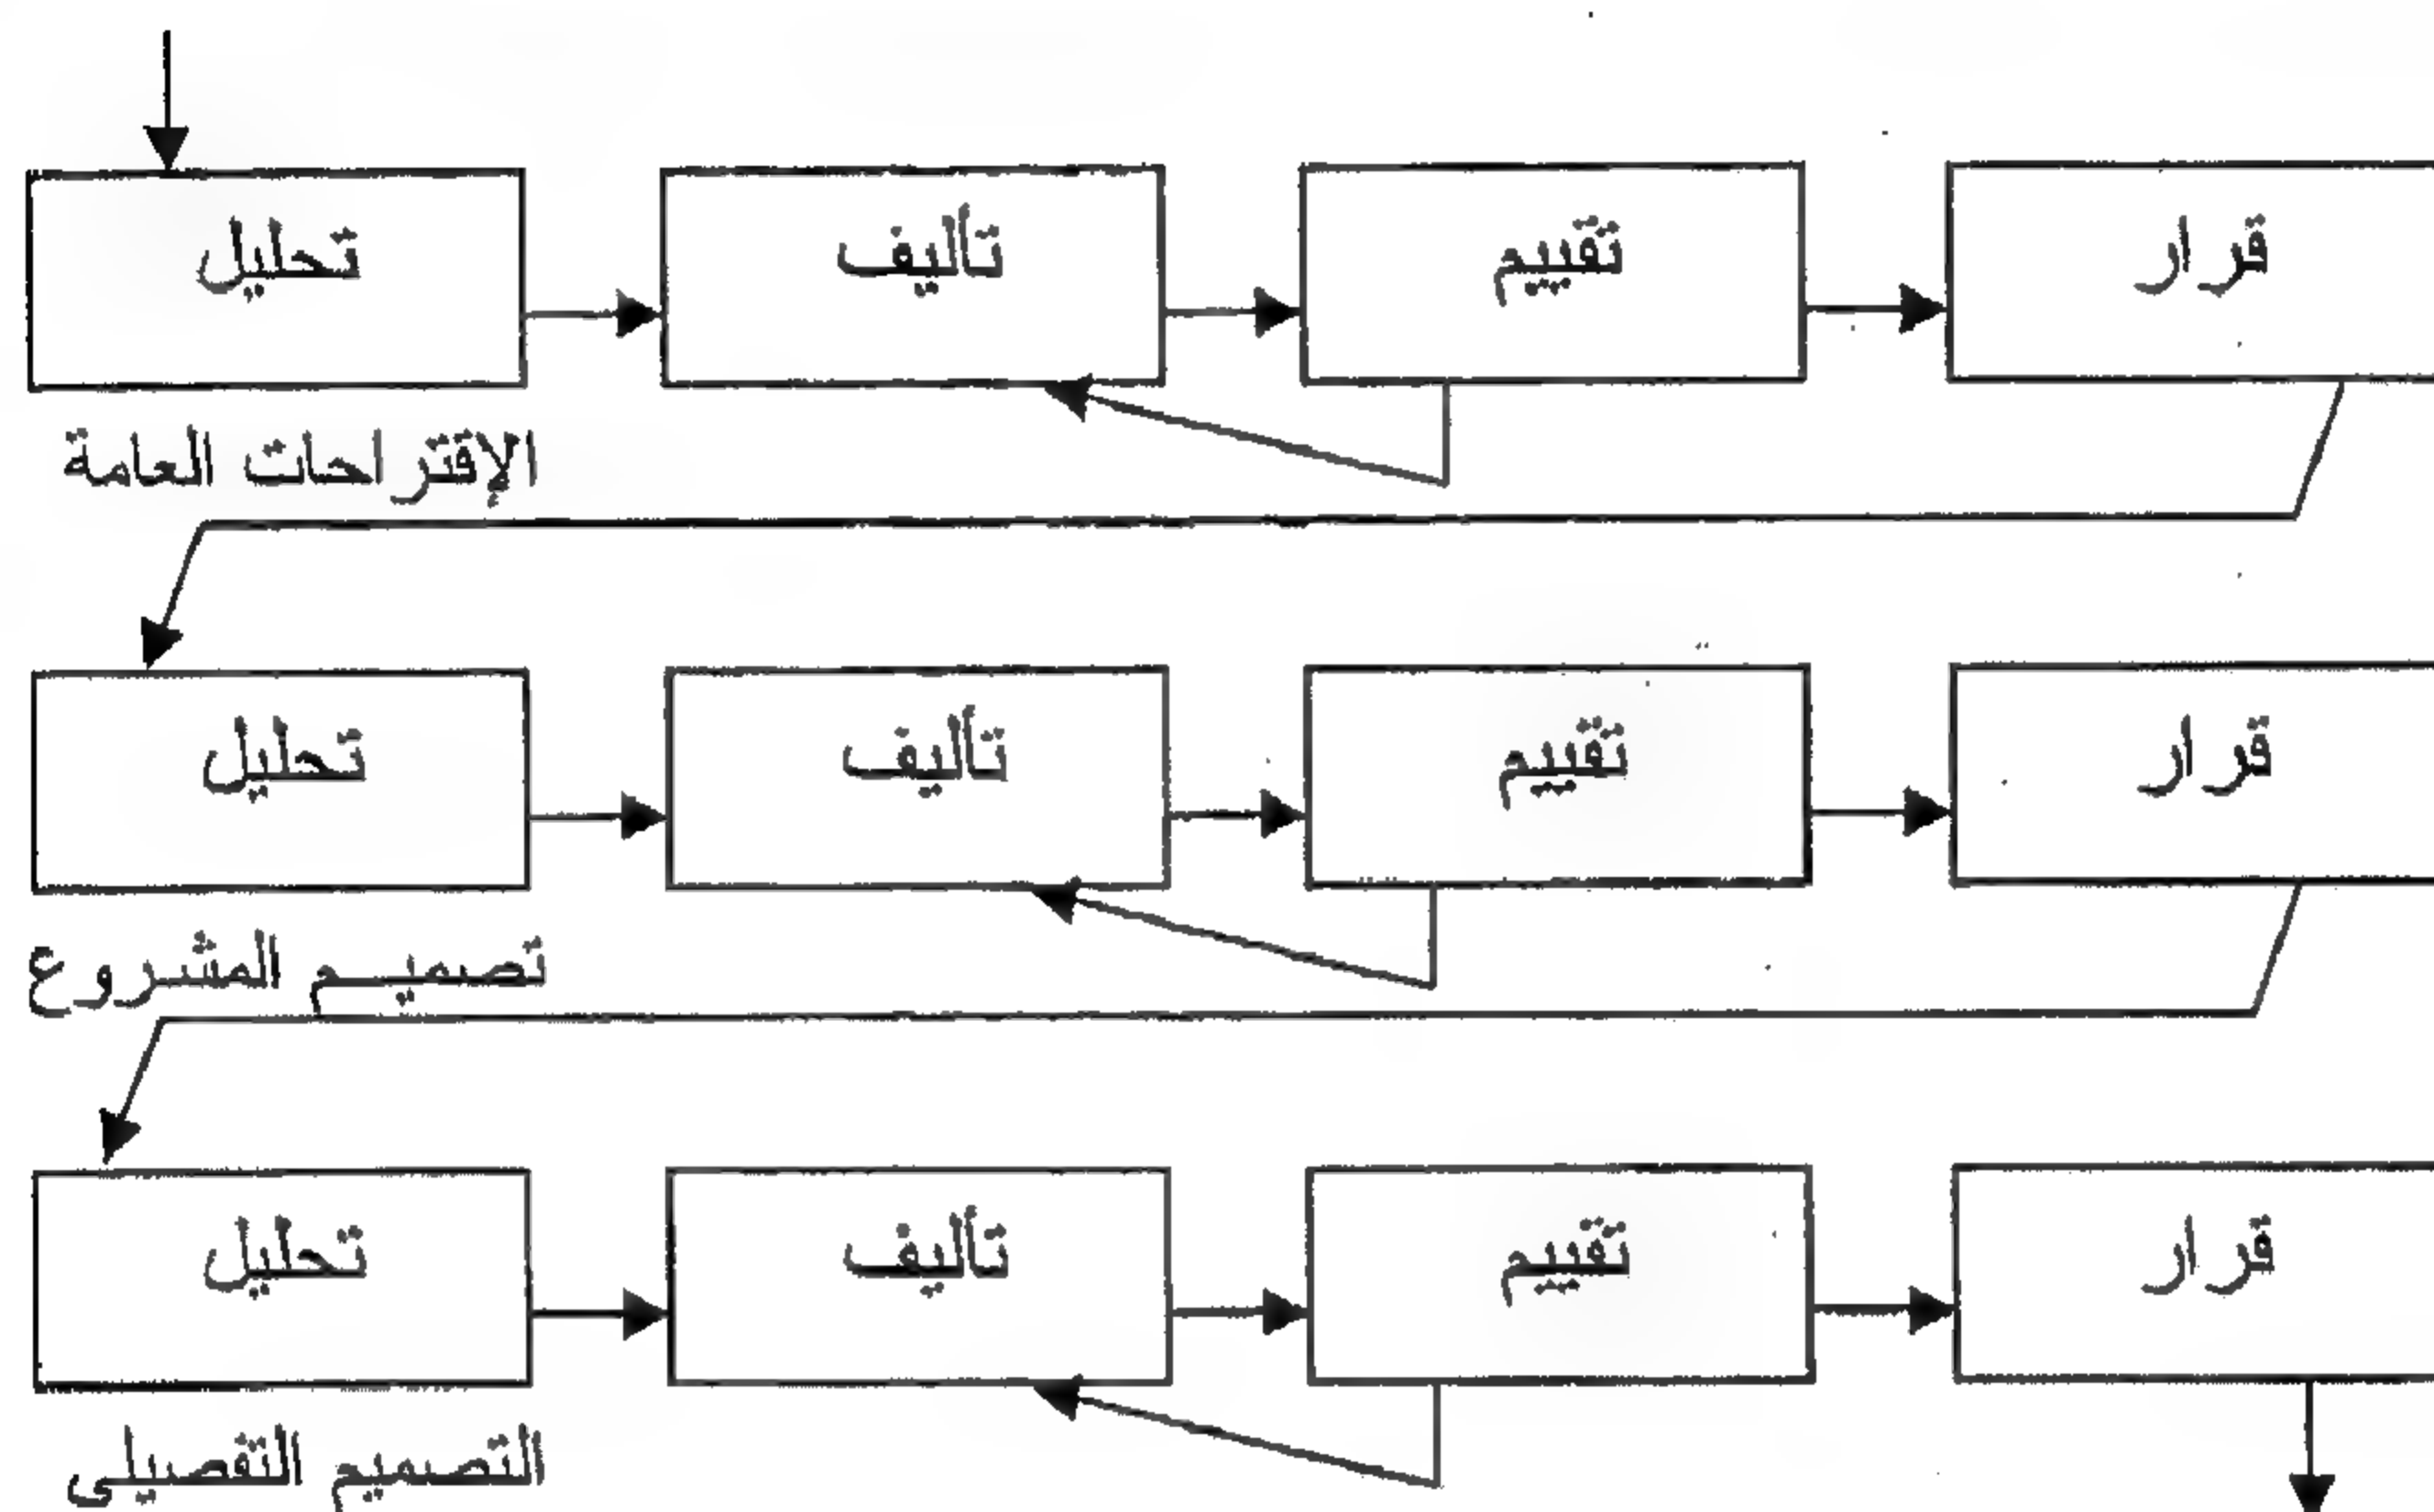 تحليل
تأليف
تقييم
قرار
الإقتراحات العامة
تحليل
تأليف
تقييم
قرار
تصميم المشروع
تحليل
تأليف
تقييم
قرار
التصميم التفصيلى